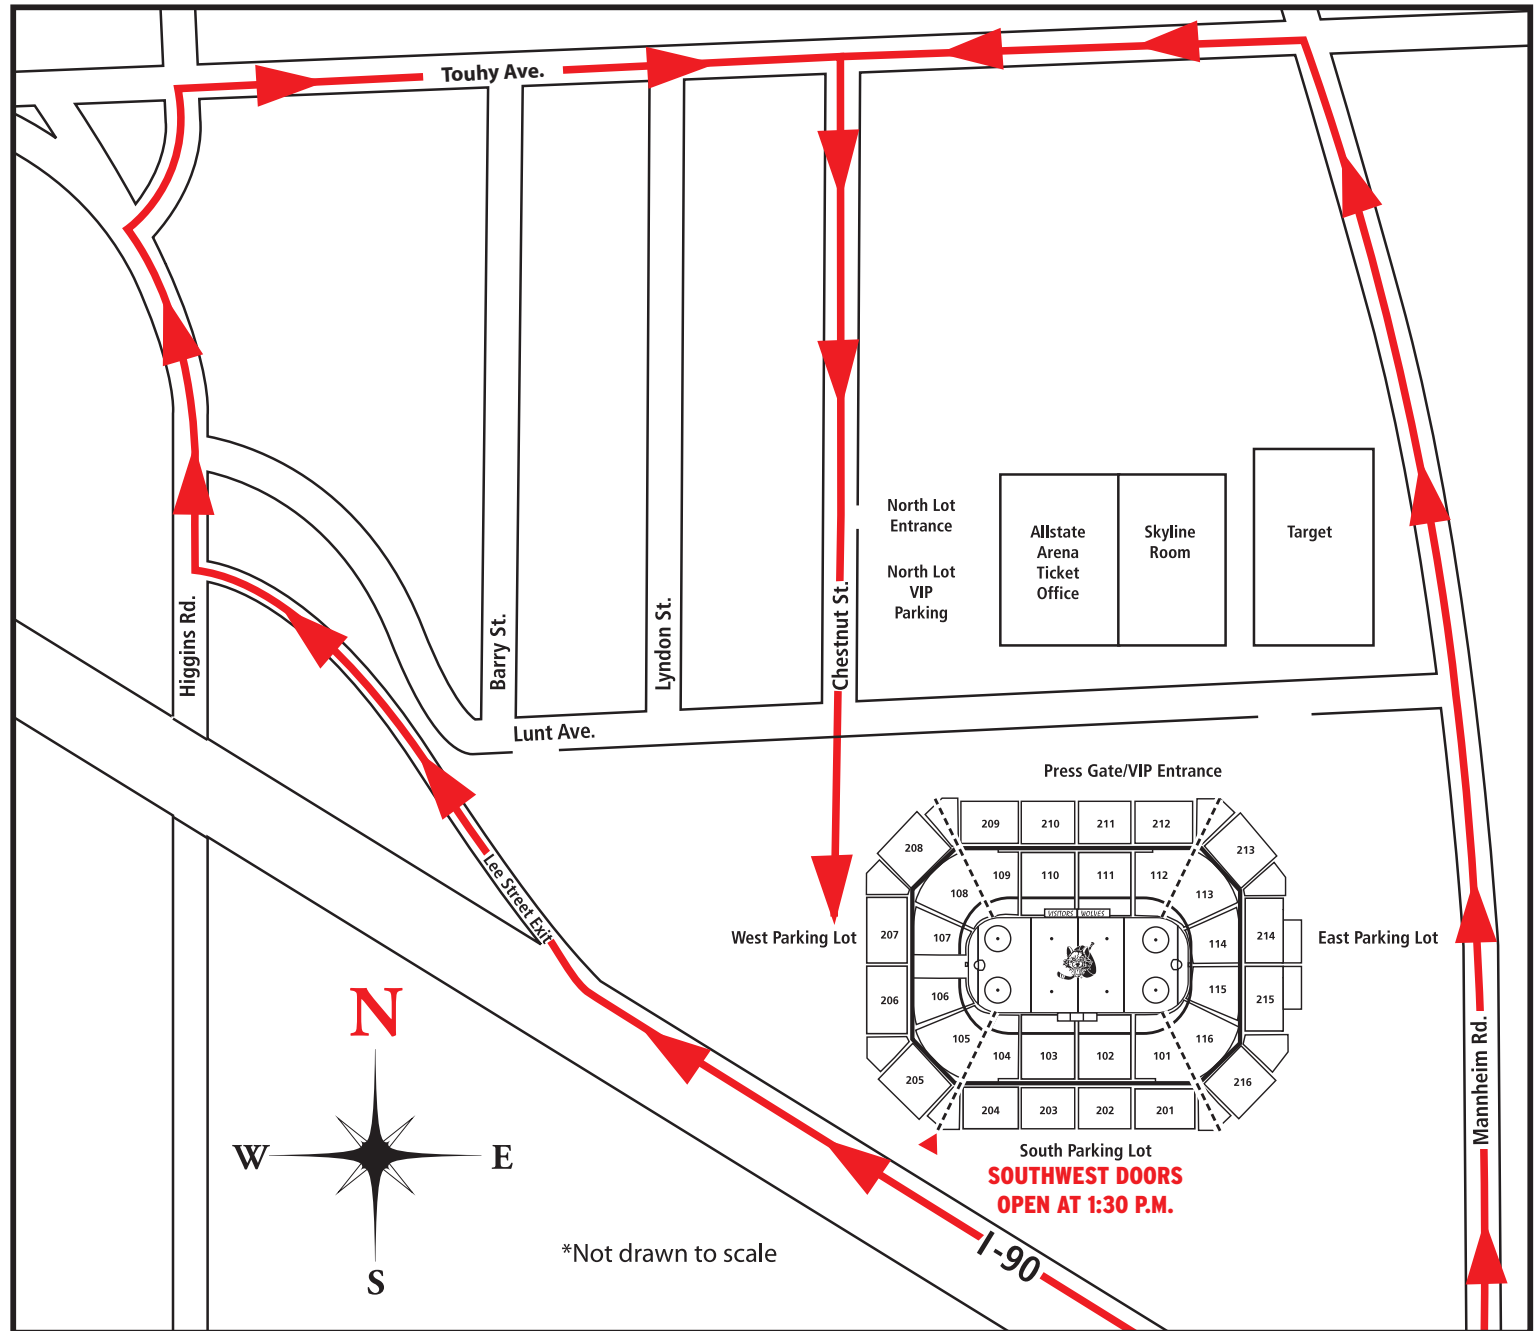 Touhy Ave.
North Lot
Entrance
North Lot
VIP
Parking
Allstate
Arena
Ticket
Office
Skyline
Room
Target
Higgins Rd.
Barry St.
Lyndon St.
Chestnut St.
Lunt Ave.
Press Gate/VIP Entrance
209 210 211 212
208 213
109 110 111 112
108 113
VISITORS WOLVES
West Parking Lot 207 107 114 214 East Parking Lot
206 106 115 215
105 116
104 103 102 101
205 216
204 203 202 201
Lee Street Exit
Mannheim Rd.
South Parking Lot
SOUTHWEST DOORS
OPEN AT 1:30 P.M.
I-90
N
W E
S
*Not drawn to scale